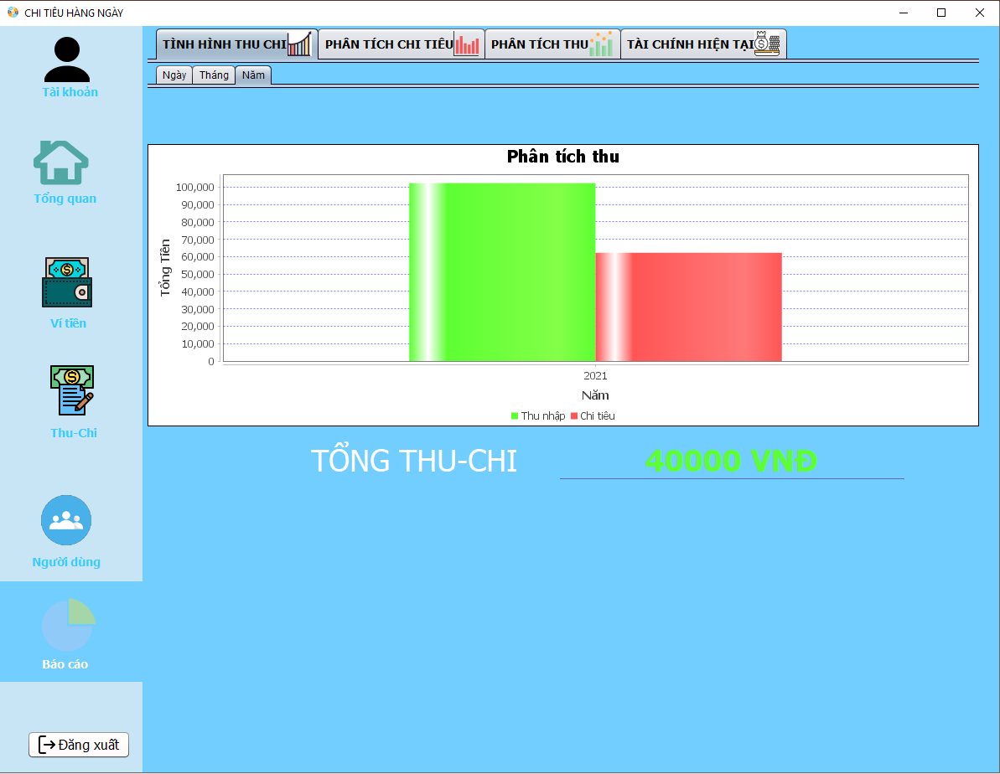 CHI TIÊU HÀNG NGÀY
Tài khoản
Tổng quan
Ví tiền
Thu-Chi
Người dùng
Báo cáo
Đăng xuất
TÌNH HÌNH THU CHI PHÂN TÍCH CHI TIÊU PHÂN TÍCH THU TÀI CHÍNH HIỆN TẠI
Ngày Tháng Năm
Phân tích thu
Tổng Tiền
100,000
90,000
80,000
70,000
60,000
50,000
40,000
30,000
20,000
10,000
0
2021
Năm
Thu nhập Chi tiêu
TỔNG THU-CHI 40000 VNĐ